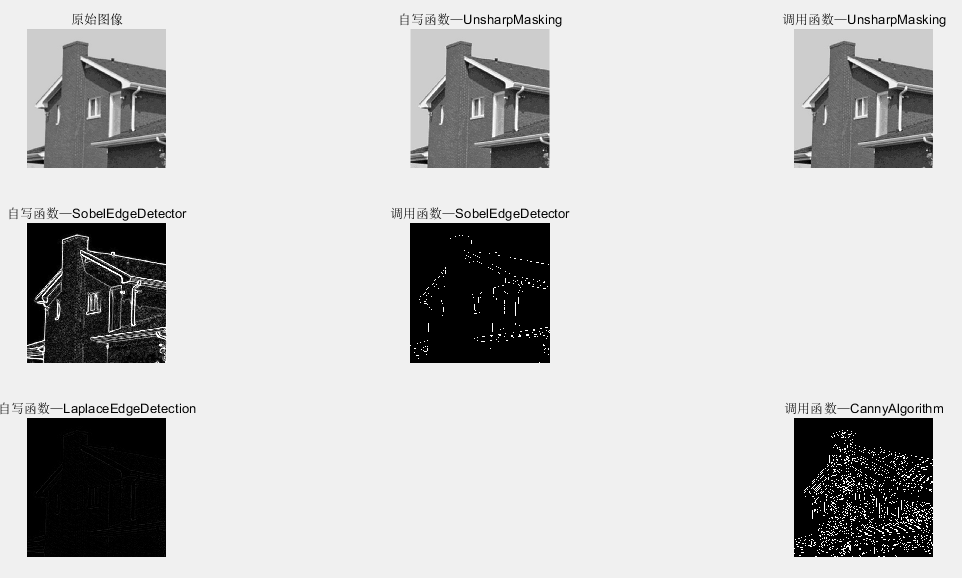 原始图像
自写函数—UnsharpMasking
调用函数—UnsharpMasking
自写函数—SobelEdgeDetector
调用函数—SobelEdgeDetector
自写函数—LaplaceEdgeDetection
调用函数—CannyAlgorithm